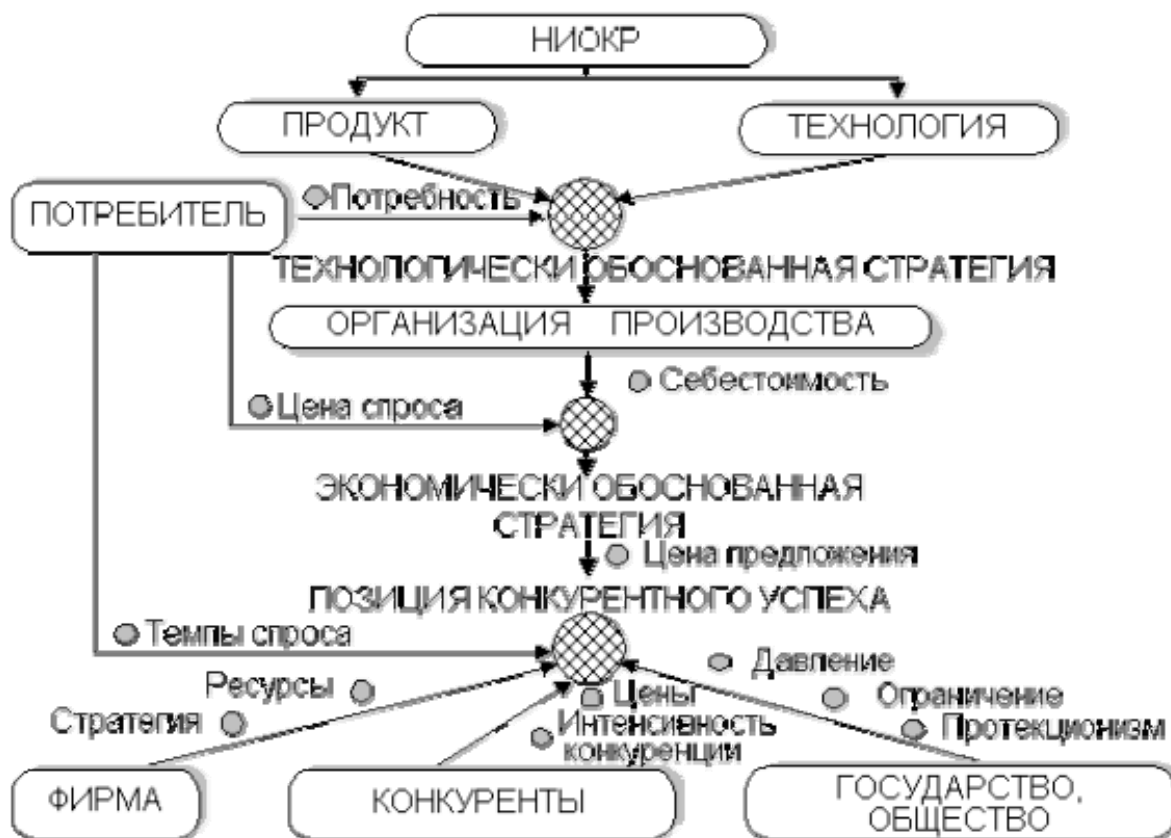 НИОКР
ПРОДУКТ
ТЕХНОЛОГИЯ
ПОТРЕБИТЕЛЬ
Потребность
ТЕХНОЛОГИЧЕСКИ ОБОСНОВАННАЯ СТРАТЕГИЯ
ОРГАНИЗАЦИЯ ПРОИЗВОДСТВА
Себестоимость
Цена спроса
ЭКОНОМИЧЕСКИ ОБОСНОВАННАЯ
СТРАТЕГИЯ
Цена предложения
ПОЗИЦИЯ КОНКУРЕНТНОГО УСПЕХА
Темпы спроса
Ресурсы
Стратегия
Цены
Интенсивность
конкуренции
Давление
Ограничение
Протекционизм
ФИРМА
КОНКУРЕНТЫ
ГОСУДАРСТВО,
ОБЩЕСТВО